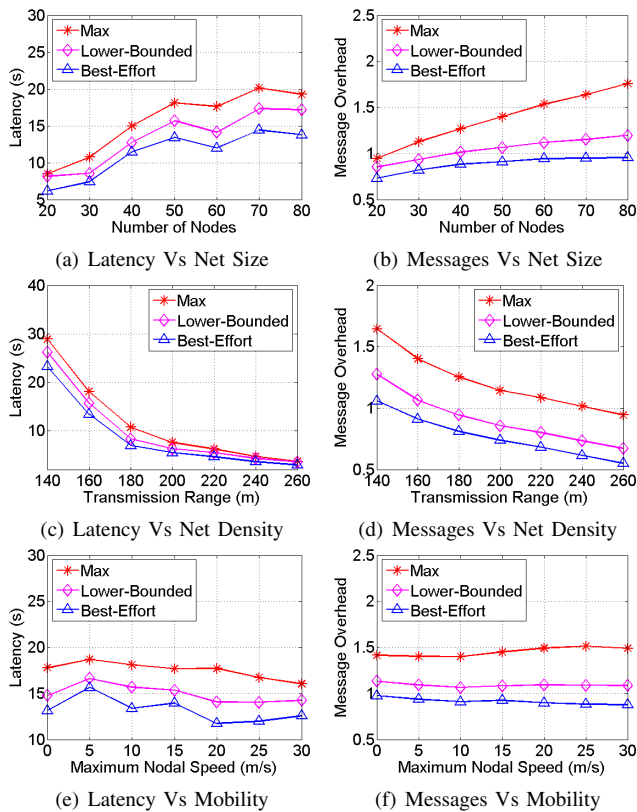 30
25
20
15
10
5
Latency (s)
Max
Lower-Bounded
Best-Effort
20 30 40 50 60 70 80
Number of Nodes
(a) Latency Vs Net Size
2.5
2
1.5
1
0.5
Message Overhead
Max
Lower-Bounded
Best-Effort
20 30 40 50 60 70 80
Number of Nodes
(b) Messages Vs Net Size
40
30
20
10
Latency (s)
Max
Lower-Bounded
Best-Effort
140 160 180 200 220 240 260
Transmission Range (m)
(c) Latency Vs Net Density
2
1.5
1
0.5
Message Overhead
Max
Lower-Bounded
Best-Effort
140 160 180 200 220 240 260
Transmission Range (m)
(d) Messages Vs Net Density
30
25
20
15
10
Latency (s)
Max
Lower-Bounded
Best-Effort
0 5 10 15 20 25 30
Maximum Nodal Speed (m/s)
(e) Latency Vs Mobility
2.5
2
1.5
1
0.5
Message Overhead
Max
Lower-Bounded
Best-Effort
0 5 10 15 20 25 30
Maximum Nodal Speed (m/s)
(f) Messages Vs Mobility